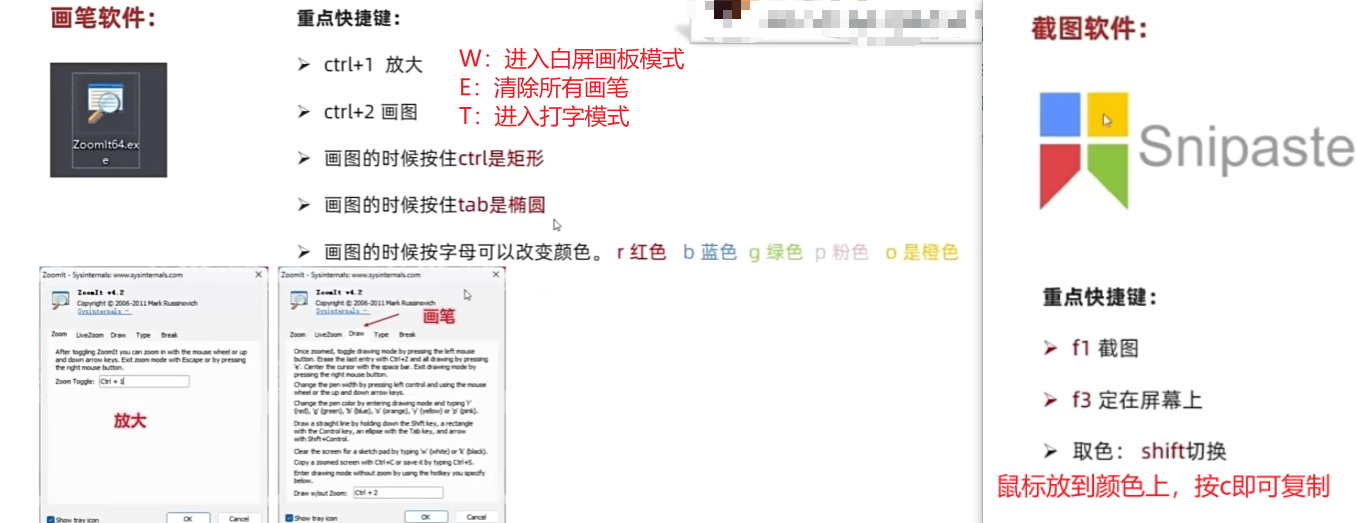 画笔软件：
ZoomIt64.ex
e
重点快捷键：
ctrl+1 放大
ctrl+2 画图
W：进入白屏画板模式
E：清除所有画笔
T：进入打字模式
画图的时候按住ctrl是矩形
画图的时候按住tab是椭圆
画图的时候按字母可以改变颜色。 r 红色 b 蓝色 g 绿色 p 粉色 o 是橙色
ZoomIt - Sysinternals: www.sysinternals.com
ZoomIt v4.2
Copyright © 2006-2011 Mark Russinovich
Sysinternals -
Zoom LiveZoom Draw Type Break
After toggling ZoomIt you can zoom in with the mouse wheel or up
and down arrow keys. Exit zoom mode with Escape or by pressing
the right mouse button.
Zoom Toggle: Ctrl + 1
放大
Show tray icon
OK Cancel
ZoomIt - Sysinternals: www.sysinternals.com
ZoomIt v4.2
Copyright © 2006-2011 Mark Russinovich
Sysinternals -
画笔
Zoom LiveZoom Draw Type Break
Once zoomed, toggle drawing mode by pressing the left mouse
button. Erase the last entry with Ctrl+Z and all drawing by pressing
'e'. Center the cursor with the space bar. Exit drawing mode by
pressing the right mouse button.
Change the pen width by pressing left control and using the mouse
wheel or the up and down arrow keys.
Change the pen color by entering drawing mode and typing 'r'
(red), 'g' (green), 'b' (blue), 'o' (orange), 'y' (yellow) or 'p' (pink).
Draw a straight line by holding down the Shift key, a rectangle
with the Control key, an ellipse with the Tab key, and arrow
with Shift+Control.
Clear the screen for a sketch pad by typing 'w' (white) or 'k' (black).
Copy a zoomed screen with Ctrl+C or save it by typing Ctrl+S.
Enter drawing mode without zoom by using the hotkey you specify
below.
Draw w/out Zoom: Ctrl + 2
Show tray icon
OK Cancel
截图软件：
Snipaste
重点快捷键：
f1 截图
f3 定在屏幕上
取色： shift切换
鼠标放到颜色上，按c即可复制